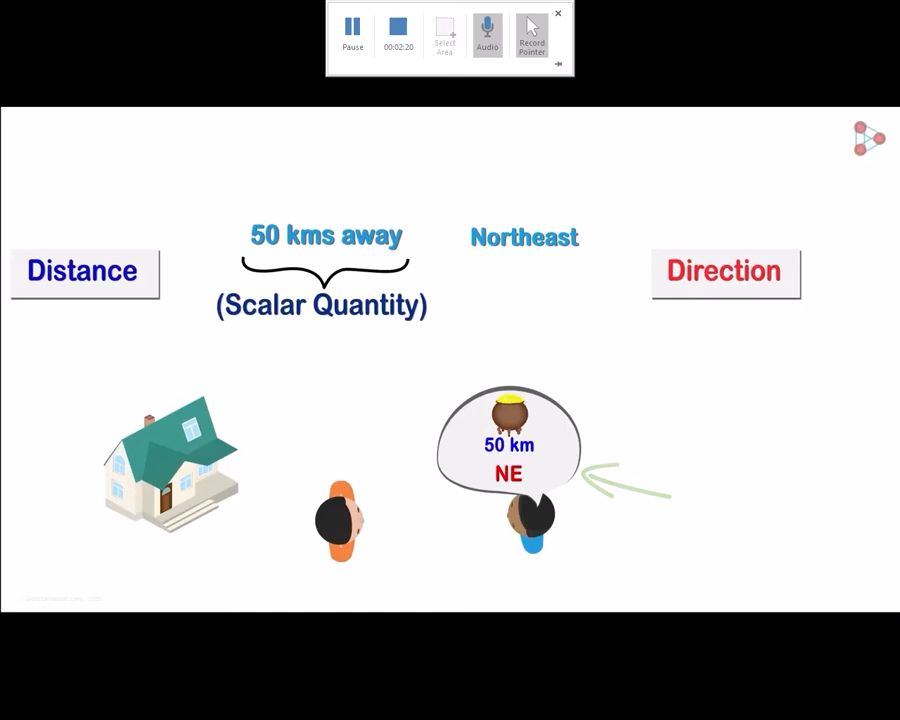 Pause
00:02:20
Select
Area
Audio
Record
Pointer
50 kms away
Northeast
Distance
Direction
(Scalar Quantity)
50 km
NE